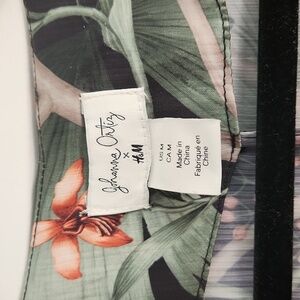 Johanna Ortiz
x
H&M
US M
CA M
Made in
China
Fabriqué en
Chine